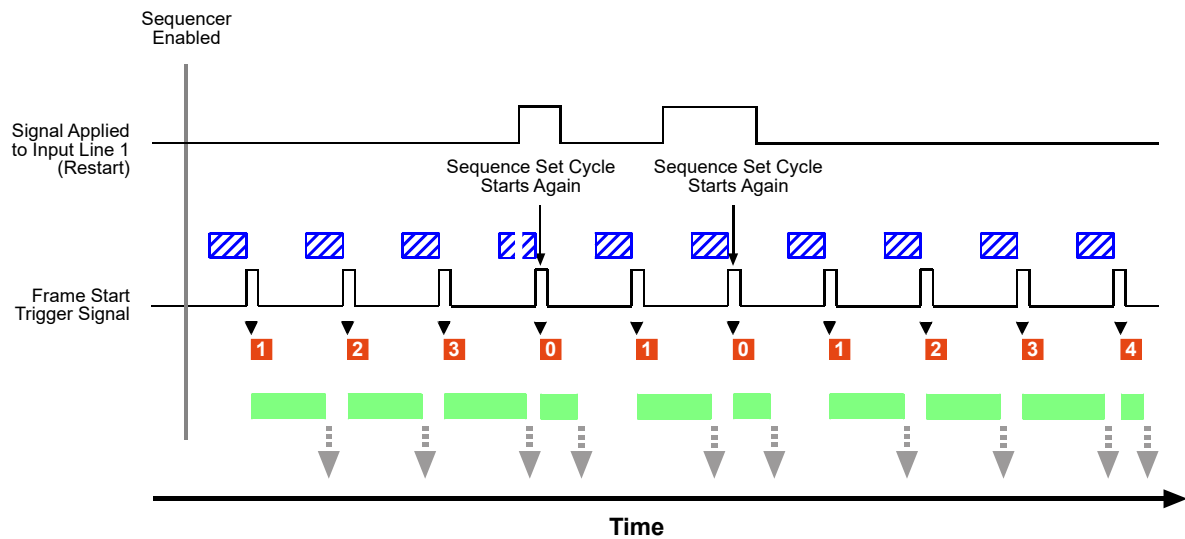 Sequencer
Enabled
Signal Applied
to Input Line 1
(Restart)
Sequence Set Cycle
Starts Again
Sequence Set Cycle
Starts Again
Frame Start
Trigger Signal
1 2 3 0 1 0 1 2 3 4
Time